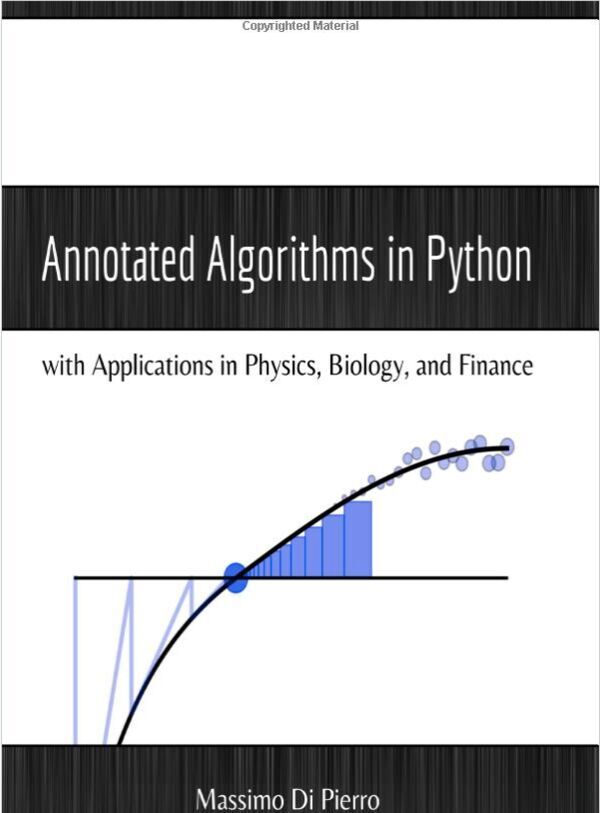 Copyrighted Material
Annotated Algorithms in Python
with Applications in Physics, Biology, and Finance
Massimo Di Pierro